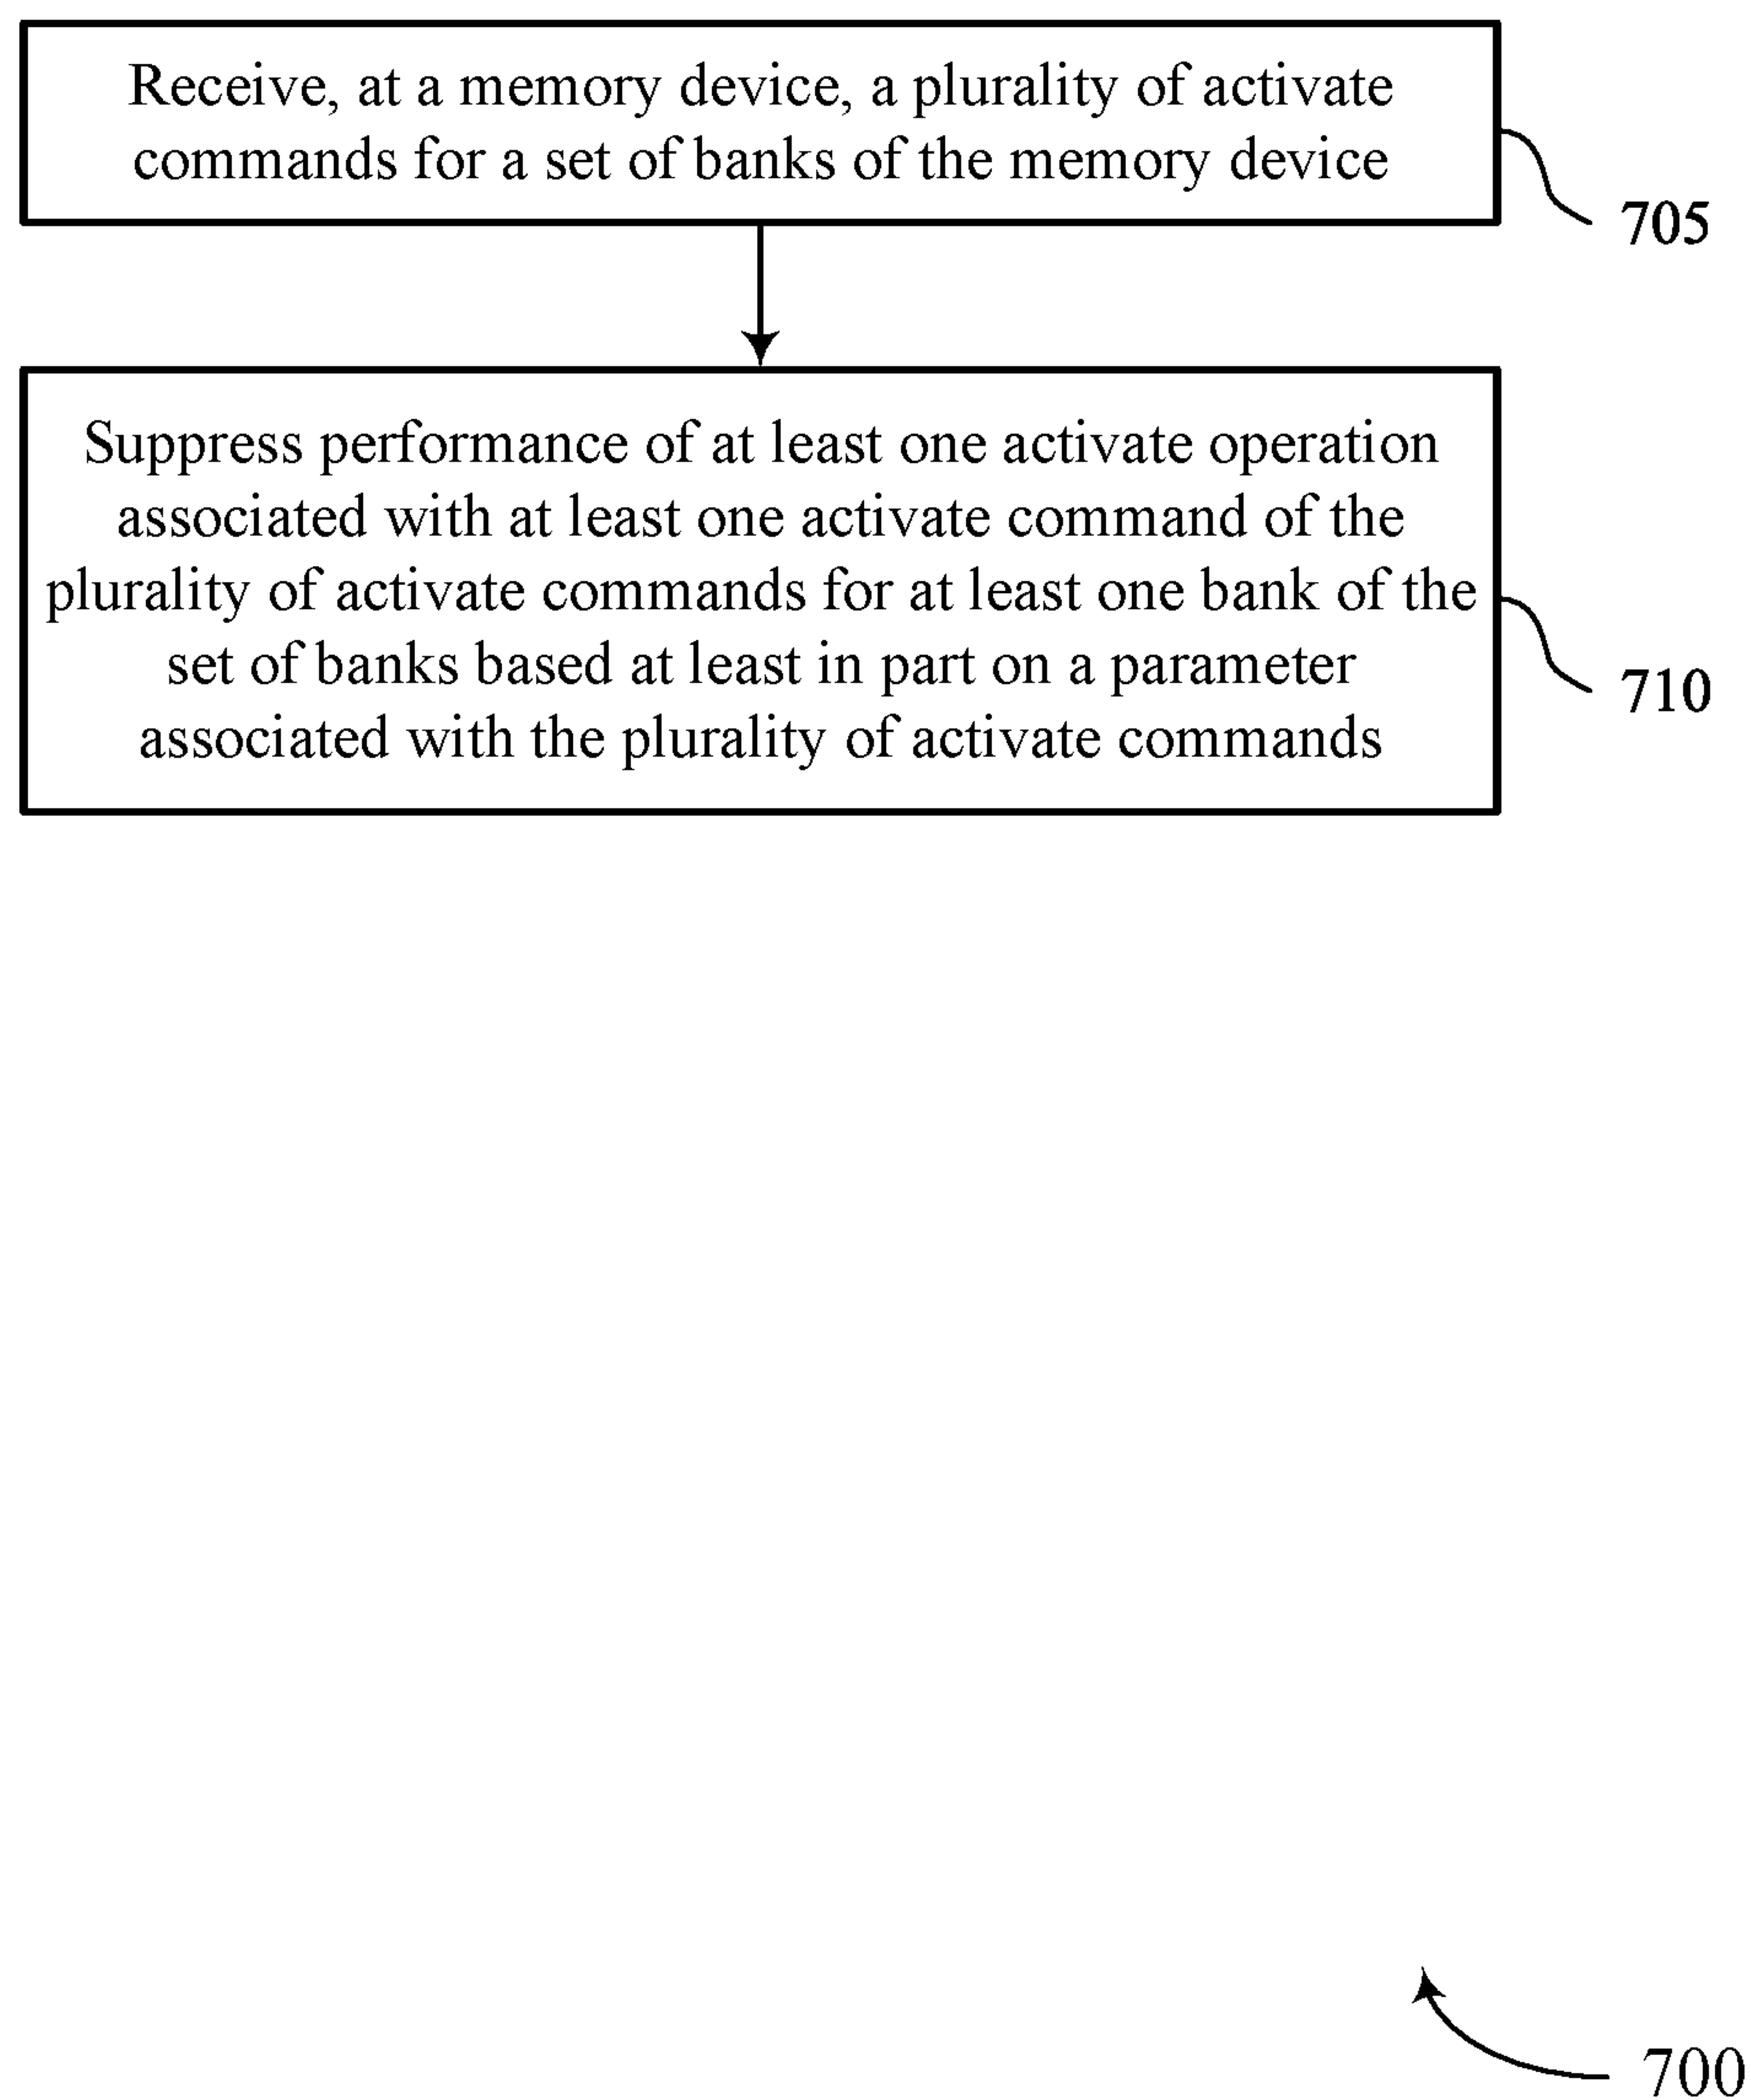 Receive, at a memory device, a plurality of activate
commands for a set of banks of the memory device
705
Suppress performance of at least one activate operation
associated with at least one activate command of the
plurality of activate commands for at least one bank of the
set of banks based at least in part on a parameter
associated with the plurality of activate commands
710
700